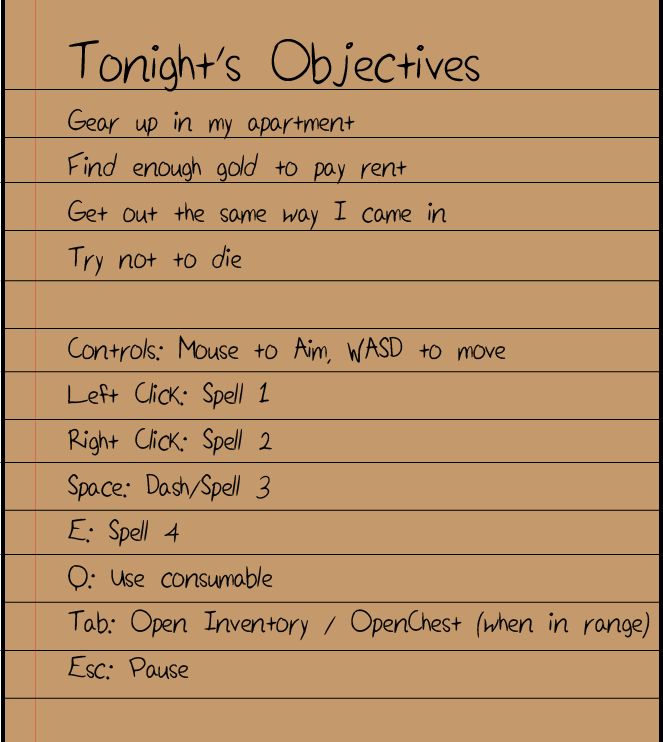 Tonight's Objectives
Gear up in my apartment
Find enough gold to pay rent
Get out the same way I came in
Try not to die
Controls: Mouse to Aim, WASD to move
Left Click: Spell 1
Right Click: Spell 2
Space: Dash/Spell 3
E: Spell 4
Q: Use consumable
Tab: Open Inventory / OpenChest (when in range)
Esc: Pause